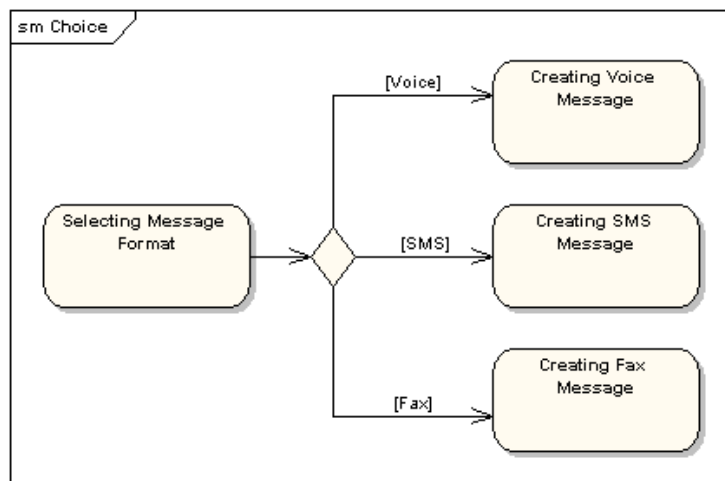 sm Choice
[Voice]
Creating Voice
Message
Selecting Message
Format
[SMS]
Creating SMS
Message
[Fax]
Creating Fax
Message